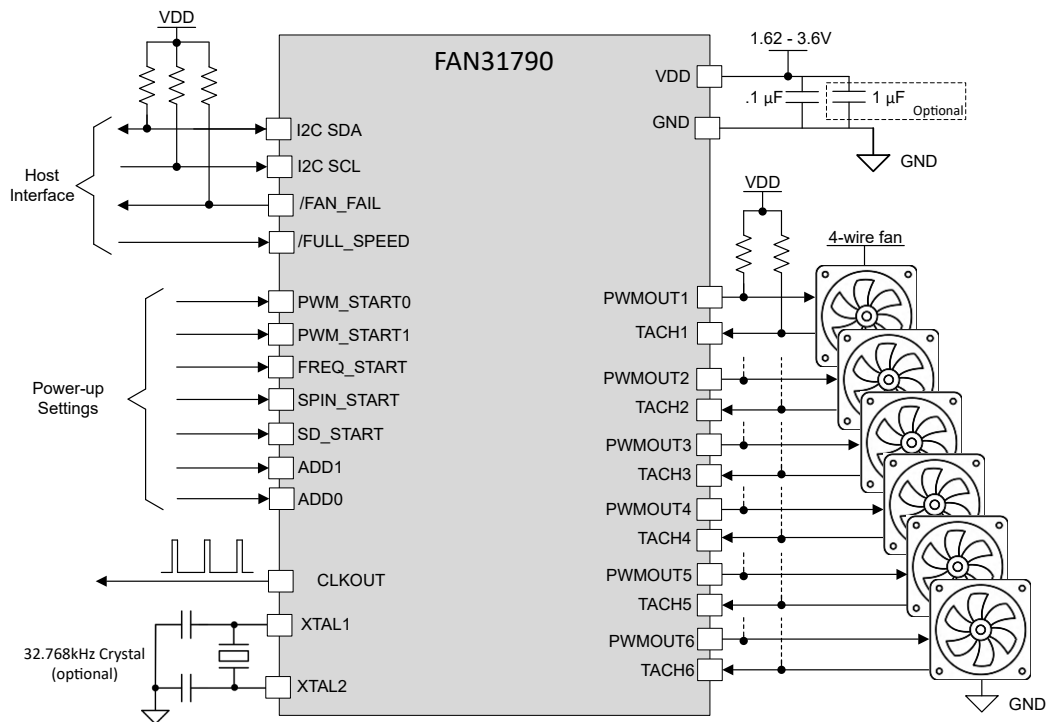 VDD
FAN31790
1.62 - 3.6V
VDD
.1 µF
1 µF
Optional
GND
GND
I2C SDA
I2C SCL
/FAN_FAIL
/FULL_SPEED
Host
Interface
VDD
4-wire fan
PWM_START0
PWM_START1
FREQ_START
SPIN_START
SD_START
ADD1
ADD0
Power-up
Settings
PWMOUT1
TACH1
PWMOUT2
TACH2
PWMOUT3
TACH3
PWMOUT4
TACH4
PWMOUT5
TACH5
PWMOUT6
TACH6
CLKOUT
XTAL1
XTAL2
32.768kHz Crystal
(optional)
GND